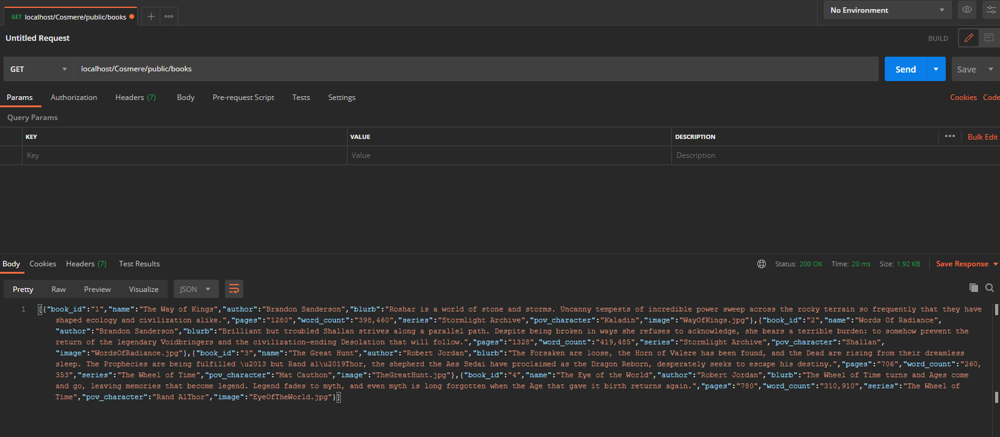 GET localhost/Cosmere/public/books
No Environment
Untitled Request
BUILD
GET localhost/Cosmere/public/books Send Save
Params Authorization Headers (7) Body Pre-request Script Tests Settings Cookies Code
Query Params
KEY VALUE DESCRIPTION ••• Bulk Edit
Key Value Description
Body Cookies Headers (7) Test Results Status: 200 OK Time: 20 ms Size: 1.92 KB Save Response
Pretty Raw Preview Visualize JSON
1 [{"book_id":"1","name":"The Way of Kings","author":"Brandon Sanderson","blurb":"Roshar is a world of stone and storms. Uncanny tempests of incredible power sweep across the rocky terrain so frequently that they have
shaped ecology and civilization alike.","pages":"1280","word_count":"398,460","series":"Stormlight Archive","pov_character":"Kaladin","image":"WayOfKings.jpg"},{"book_id":"2","name":"Words Of Radiance",
"author":"Brandon Sanderson","blurb":"Brilliant but troubled Shallan strives along a parallel path. Despite being broken in ways she refuses to acknowledge, she bears a terrible burden: to somehow prevent the
return of the legendary Voidbringers and the civilization-ending Desolation that will follow.","pages":"1328","word_count":"419,485","series":"Stormlight Archive","pov_character":"Shallan",
"image":"WordsOfRadiance.jpg"},{"book_id":"3","name":"The Great Hunt","author":"Robert Jordan","blurb":"The Forsaken are loose, the Horn of Valere has been found, and the Dead are rising from their dreamless
sleep. The Prophecies are being fulfilled \u2013 but Rand al\u2019Thor, the shepherd the Aes Sedai have proclaimed as the Dragon Reborn, desperately seeks to escape his destiny.","pages":"706","word_count":"260,
353","series":"The Wheel of Time","pov_character":"Mat Cauthon","image":"TheGreatHunt.jpg"},{"book_id":"4","name":"The Eye of the World","author":"Robert Jordan","blurb":"The Wheel of Time turns and Ages come
and go, leaving memories that become legend. Legend fades to myth, and even myth is long forgotten when the Age that gave it birth returns again.","pages":"780","word_count":"310,910","series":"The Wheel of
Time","pov_character":"Rand AlThor","image":"EyeOfTheWorld.jpg"}]